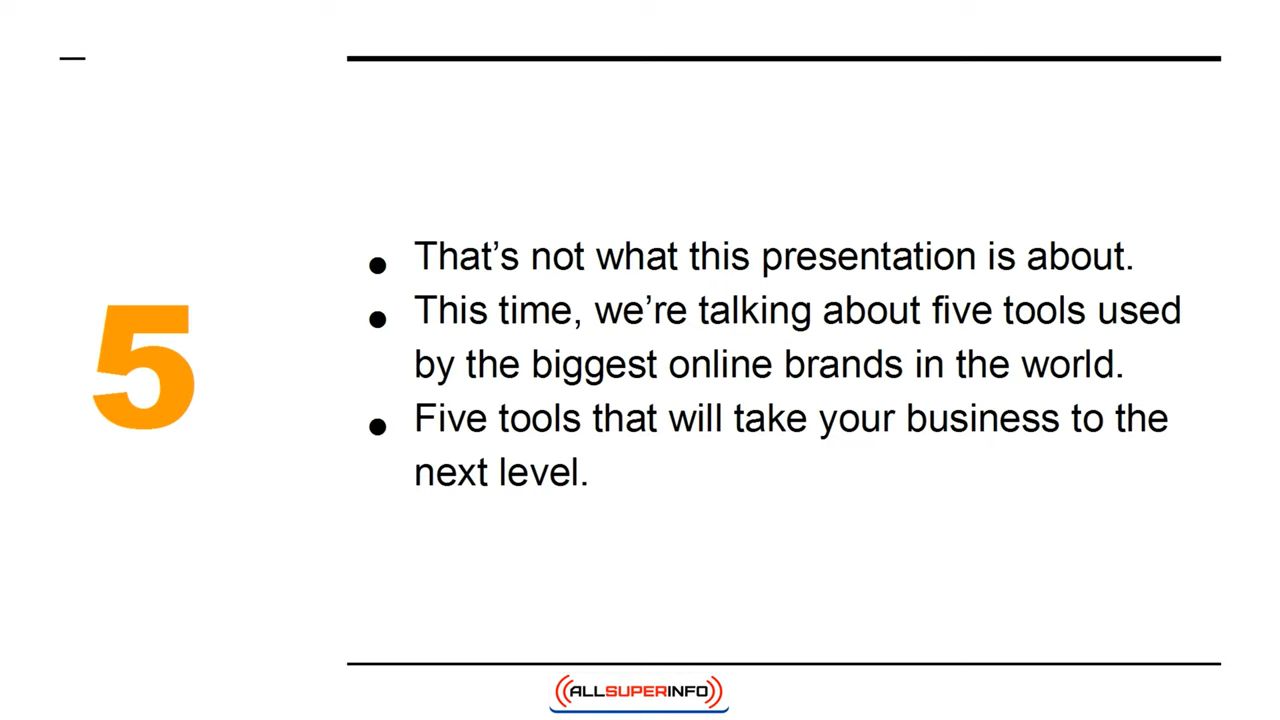 5
• That’s not what this presentation is about.
• This time, we’re talking about five tools used
by the biggest online brands in the world.
• Five tools that will take your business to the
next level.
ALLSUPERINFO